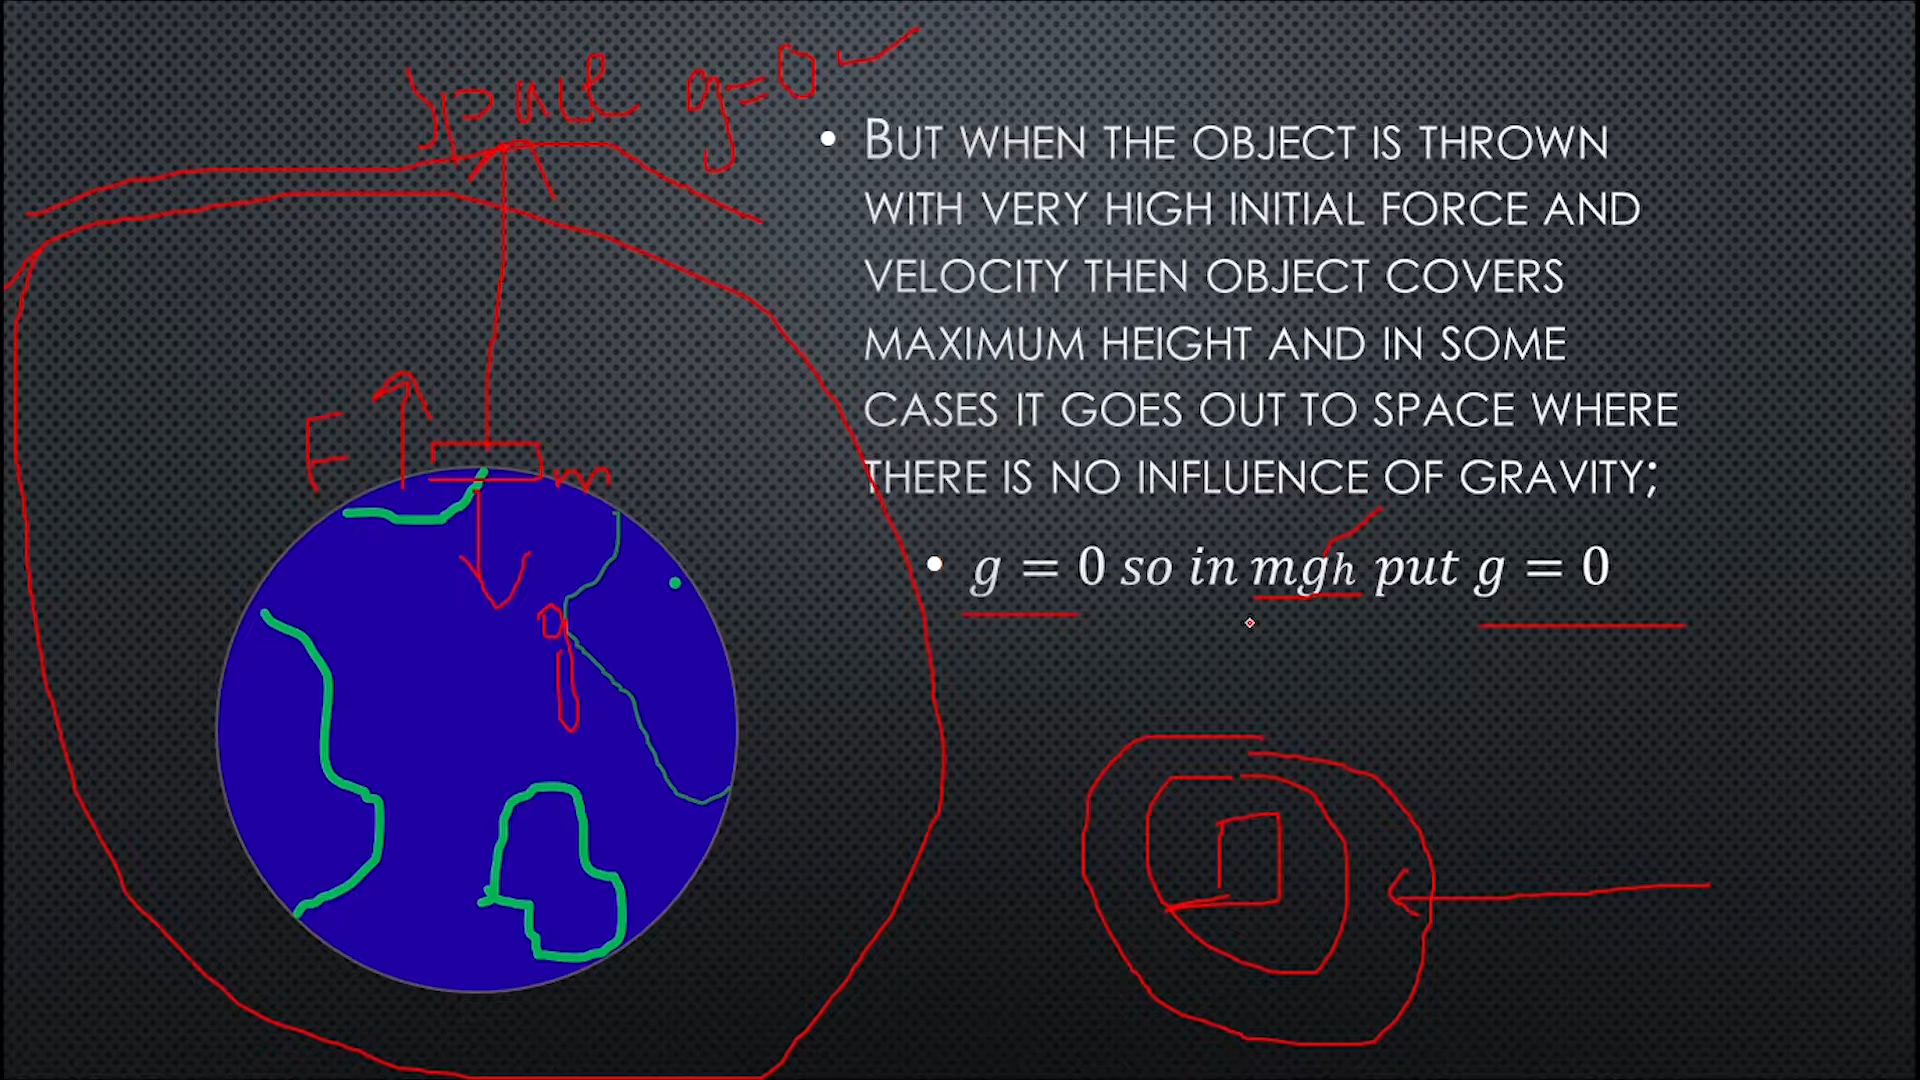 space g=0
• BUT WHEN THE OBJECT IS THROWN
WITH VERY HIGH INITIAL FORCE AND
VELOCITY THEN OBJECT COVERS
MAXIMUM HEIGHT AND IN SOME
CASES IT GOES OUT TO SPACE WHERE
THERE IS NO INFLUENCE OF GRAVITY;
• g = 0 so in mgh put g = 0
F
m